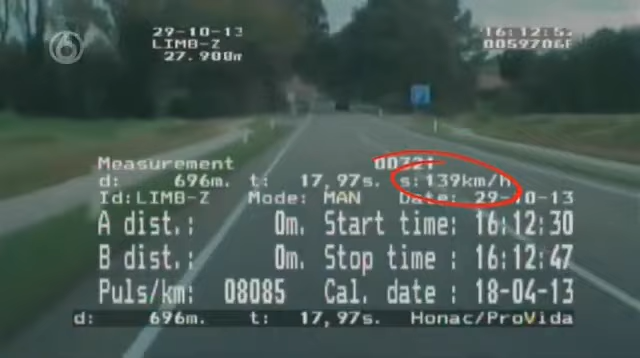 6
29-10-13
LIMB-Z
27.900m
16:12:52
Measurement
d: 696m. t: 17,97s. s:139km/h
Id:LIMB-Z Mode: MAN Date: 29-10-13
A dist.: 0m. Start time: 16:12:30
B dist.: 0m. Stop time : 16:12:47
Puls/km: 08085 Cal. date : 18-04-13
d: 696m. t: 17,97s. Honac/ProVida